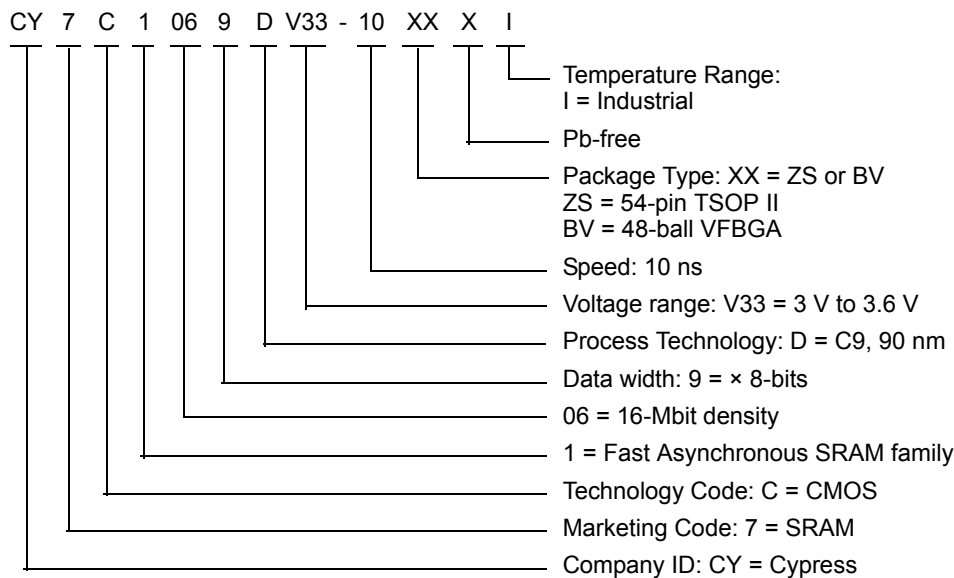 CY 7 C 1 06 9 D V33 - 10 XX X I
Temperature Range:
I = Industrial
Pb-free
Package Type: XX = ZS or BV
ZS = 54-pin TSOP II
BV = 48-ball VFBGA
Speed: 10 ns
Voltage range: V33 = 3 V to 3.6 V
Process Technology: D = C9, 90 nm
Data width: 9 = × 8-bits
06 = 16-Mbit density
1 = Fast Asynchronous SRAM family
Technology Code: C = CMOS
Marketing Code: 7 = SRAM
Company ID: CY = Cypress